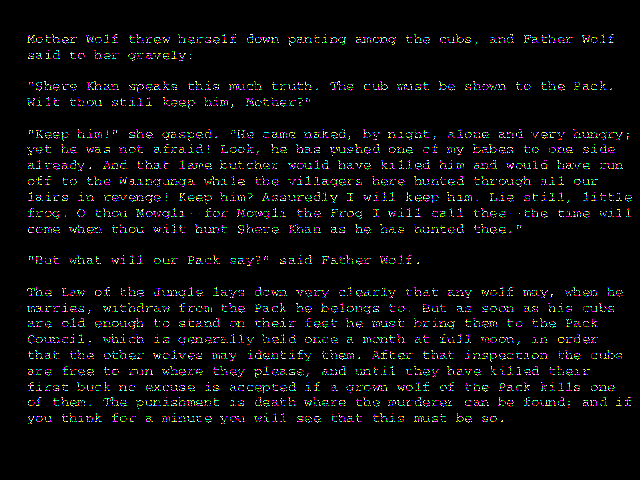 Mother Wolf threw herself down panting among the cubs, and Father Wolf
said to her gravely:
"Shere Khan speaks this much truth. The cub must be shown to the Pack.
Wilt thou still keep him, Mother?"
"Keep him!" she gasped. "He came naked, by night, alone and very hungry;
yet he was not afraid! Look, he has pushed one of my babes to one side
already. And that lame butcher would have killed him and would have run
off to the Waingunga while the villagers here hunted through all our
lairs in revenge! Keep him? Assuredly I will keep him. Lie still, little
frog. O thou Mowgli for Mowgli the Frog I will call thee the time will
come when thou wilt hunt Shere Khan as he has hunted thee."
"But what will our Pack say?" said Father Wolf.
The Law of the Jungle lays down very clearly that any wolf may, when he
marries, withdraw from the Pack he belongs to. But as soon as his cubs
are old enough to stand on their feet he must bring them to the Pack
Council, which is generally held once a month at full moon, in order
that the other wolves may identify them. After that inspection the cubs
are free to run where they please, and until they have killed their
first buck no excuse is accepted if a grown wolf of the Pack kills one
of them. The punishment is death where the murderer can be found; and if
you think for a minute you will see that this must be so.